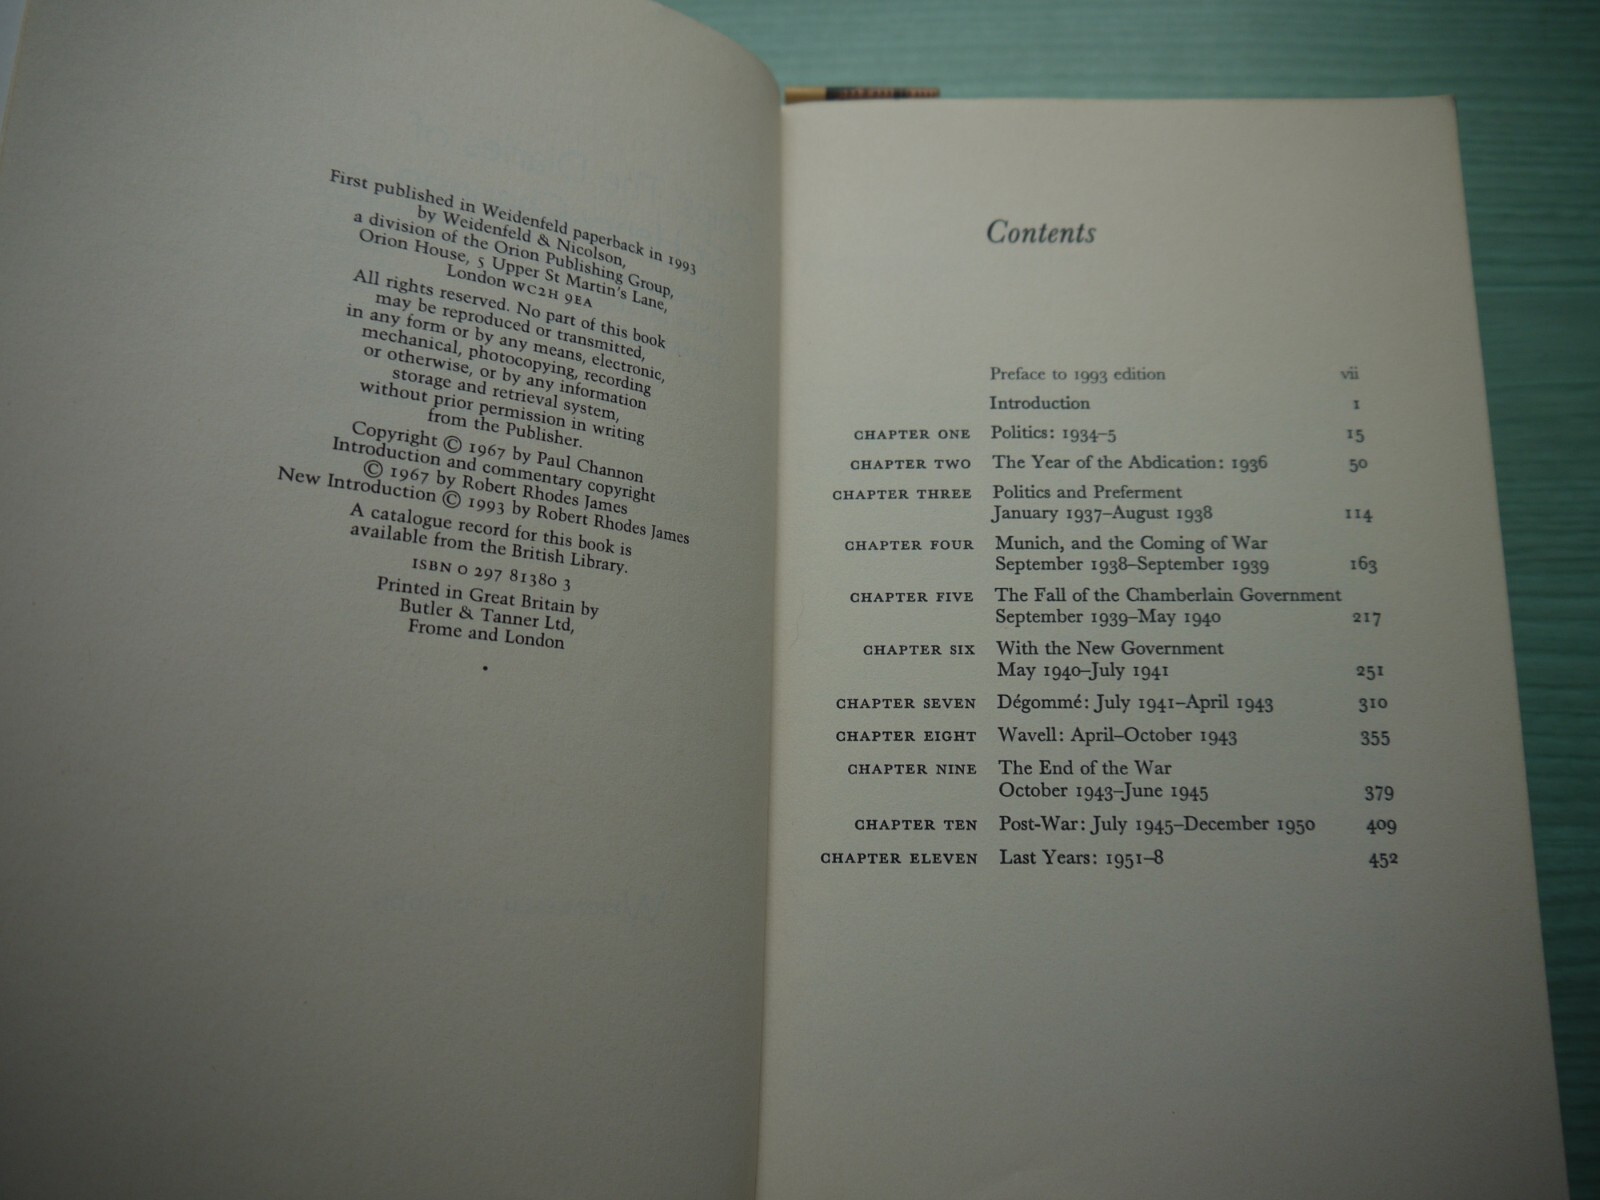 First published in Weidenfeld paperback in 1993
by Weidenfeld & Nicolson,
a division of the Orion Publishing Group,
Orion House, 5 Upper St Martin's Lane,
London WC2H 9EA
All rights reserved. No part of this book
may be reproduced or transmitted,
in any form or by any means, electronic,
mechanical, photocopying, recording
or otherwise, or by any information
storage and retrieval system,
without prior permission in writing
from the Publisher.
Copyright © 1967 by Paul Channon
Introduction and commentary copyright
© 1967 by Robert Rhodes James
New Introduction © 1993 by Robert Rhodes James
A catalogue record for this book is
available from the British Library.
ISBN 0 297 81380 3
Printed in Great Britain by
Butler & Tanner Ltd,
Frome and London
Contents
Preface to 1993 edition vii
Introduction 1
CHAPTER ONE Politics: 1934–5 15
CHAPTER TWO The Year of the Abdication: 1936 50
CHAPTER THREE Politics and Preferment
January 1937–August 1938 114
CHAPTER FOUR Munich, and the Coming of War
September 1938–September 1939 163
CHAPTER FIVE The Fall of the Chamberlain Government
September 1939–May 1940 217
CHAPTER SIX With the New Government
May 1940–July 1941 251
CHAPTER SEVEN Dégommé: July 1941–April 1943 310
CHAPTER EIGHT Wavell: April–October 1943 355
CHAPTER NINE The End of the War
October 1943–June 1945 379
CHAPTER TEN Post-War: July 1945–December 1950 409
CHAPTER ELEVEN Last Years: 1951–8 452